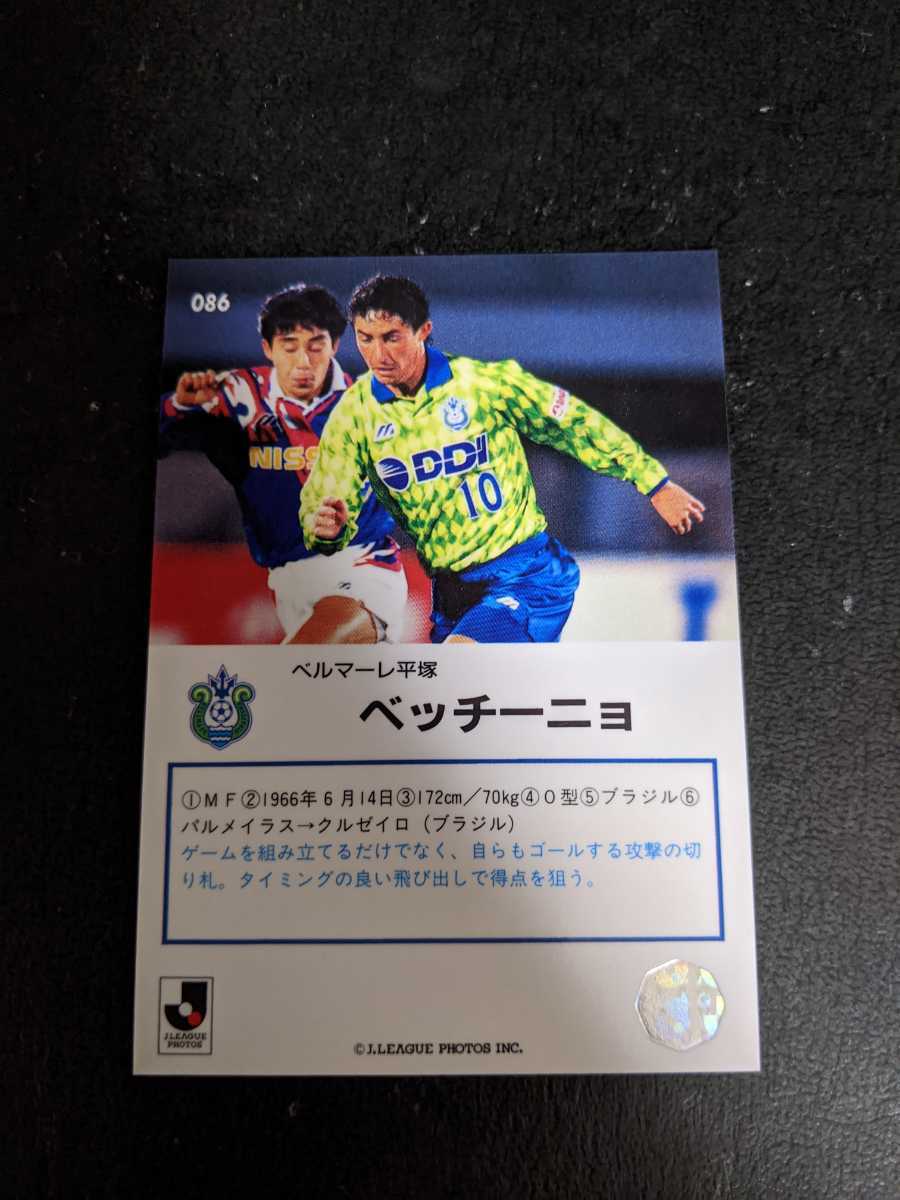 086
NISS
DDI
10
ベルマーレ平塚
ベッチーニョ
①ＭＦ②1966年６月14日③172cm／70kg④Ｏ型⑤ブラジル⑥
パルメイラス→クルゼイロ（ブラジル）
ゲームを組み立てるだけでなく、自らもゴールする攻撃の切
り札。タイミングの良い飛び出しで得点を狙う。
J.LEAGUE
PHOTOS
©J.LEAGUE PHOTOS INC.